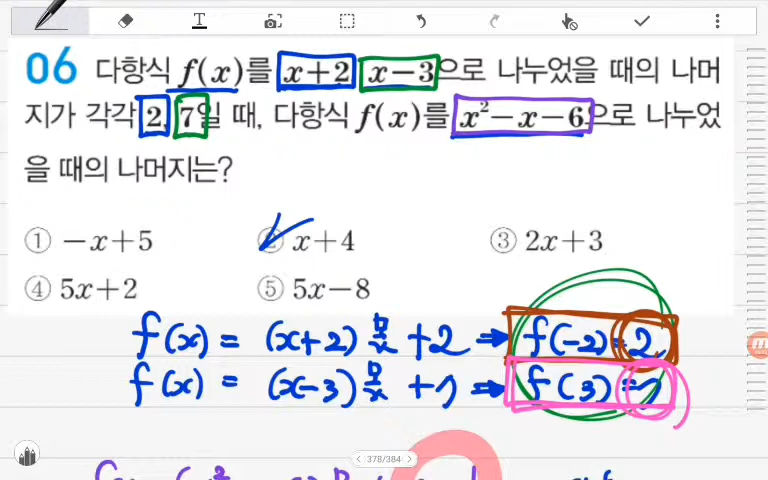 06 다항식 f(x)를 x+2 x−3으로 나누었을 때의 나머
지가 각각 2, 7일 때, 다항식 f(x)를 x²−x−6으로 나누었
을 때의 나머지는?
① −x+5 ② x+4 ③ 2x+3
④ 5x+2 ⑤ 5x−8
f(x) = (x+2) +2 ⇒ f(-2)=2
f(x) = (x-3) +7 ⇒ f(3)=7
378/384